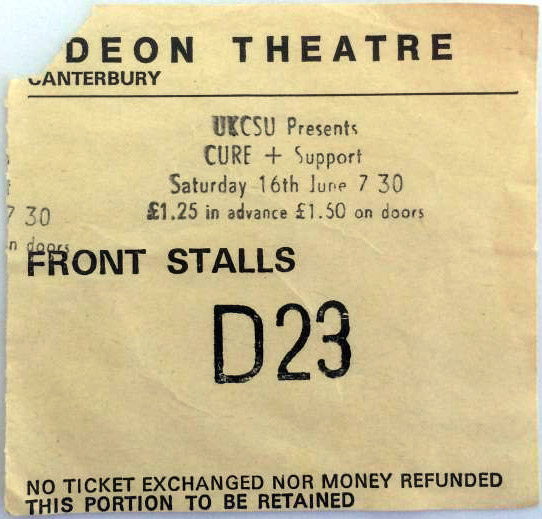 DEON THEATRE
CANTERBURY
UKCSU Presents
CURE + Support
Saturday 16th June 7 30
£1.25 in advance £1.50 on doors
7 30
n doors
FRONT STALLS
D23
NO TICKET EXCHANGED NOR MONEY REFUNDED
THIS PORTION TO BE RETAINED